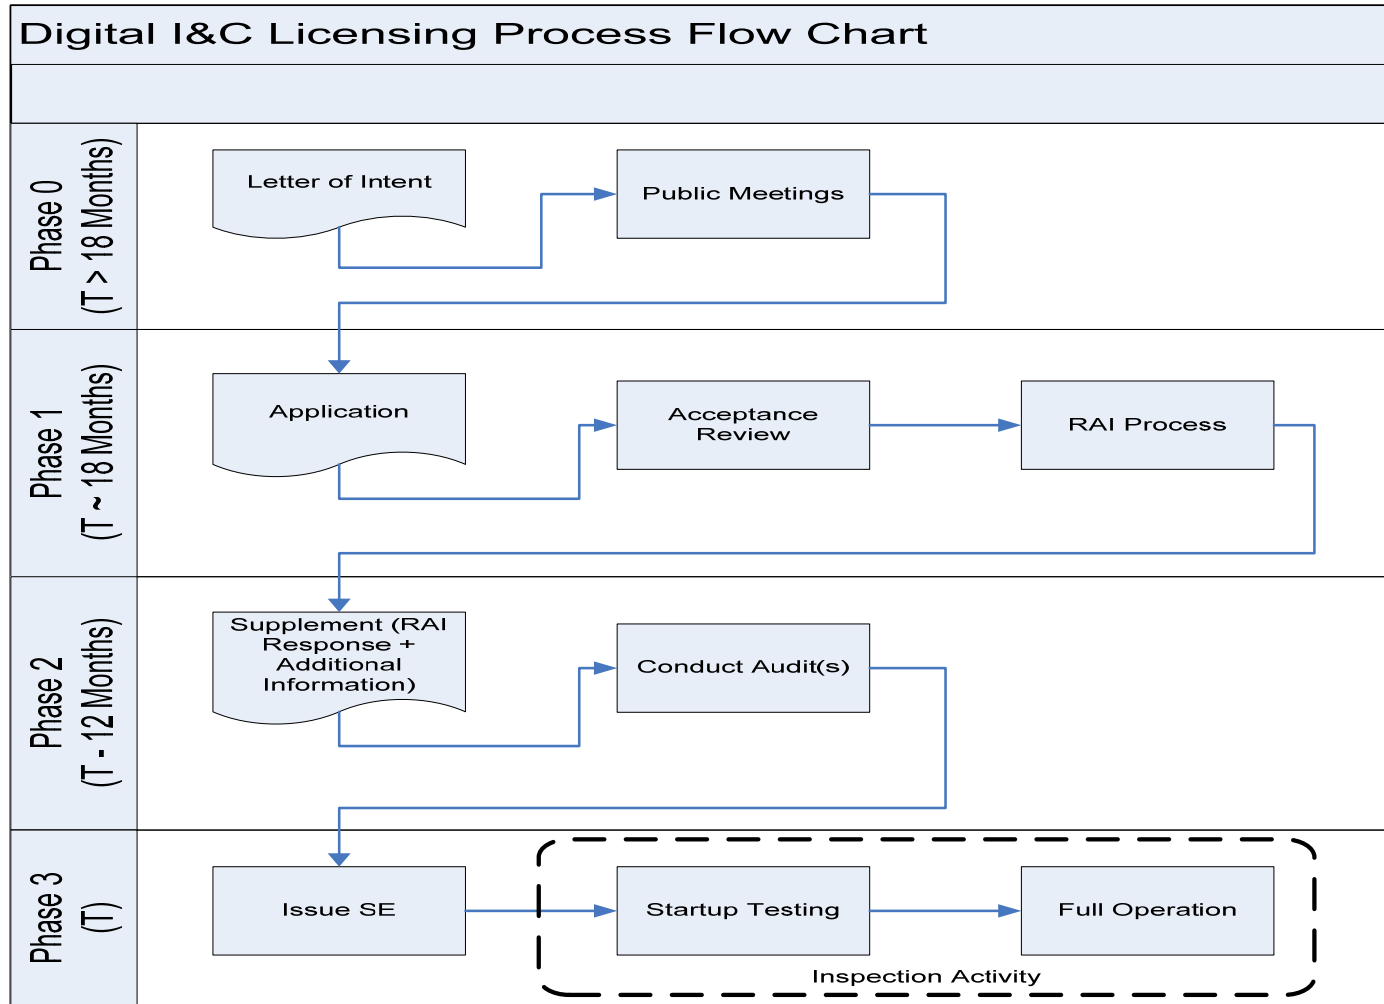 Digital I&C Licensing Process Flow Chart
Phase 0
(T > 18 Months)
Letter of Intent
Public Meetings
Phase 1
(T ~ 18 Months)
Application
Acceptance
Review
RAI Process
Phase 2
(T - 12 Months)
Supplement (RAI
Response +
Additional
Information)
Conduct Audit(s)
Phase 3
(T)
Issue SE
Startup Testing
Full Operation
Inspection Activity